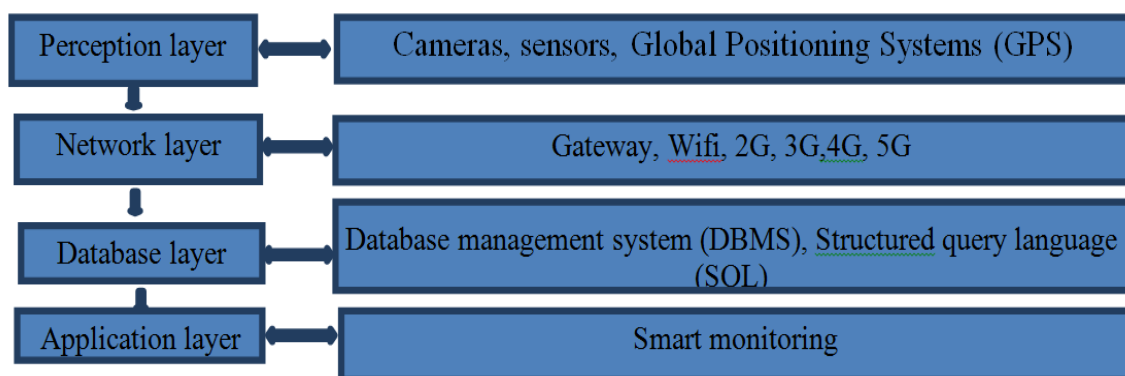 Perception layer
Cameras, sensors, Global Positioning Systems (GPS)
Network layer
Gateway, Wifi, 2G, 3G,4G, 5G
Database layer
Database management system (DBMS), Structured query language
(SQL)
Application layer
Smart monitoring